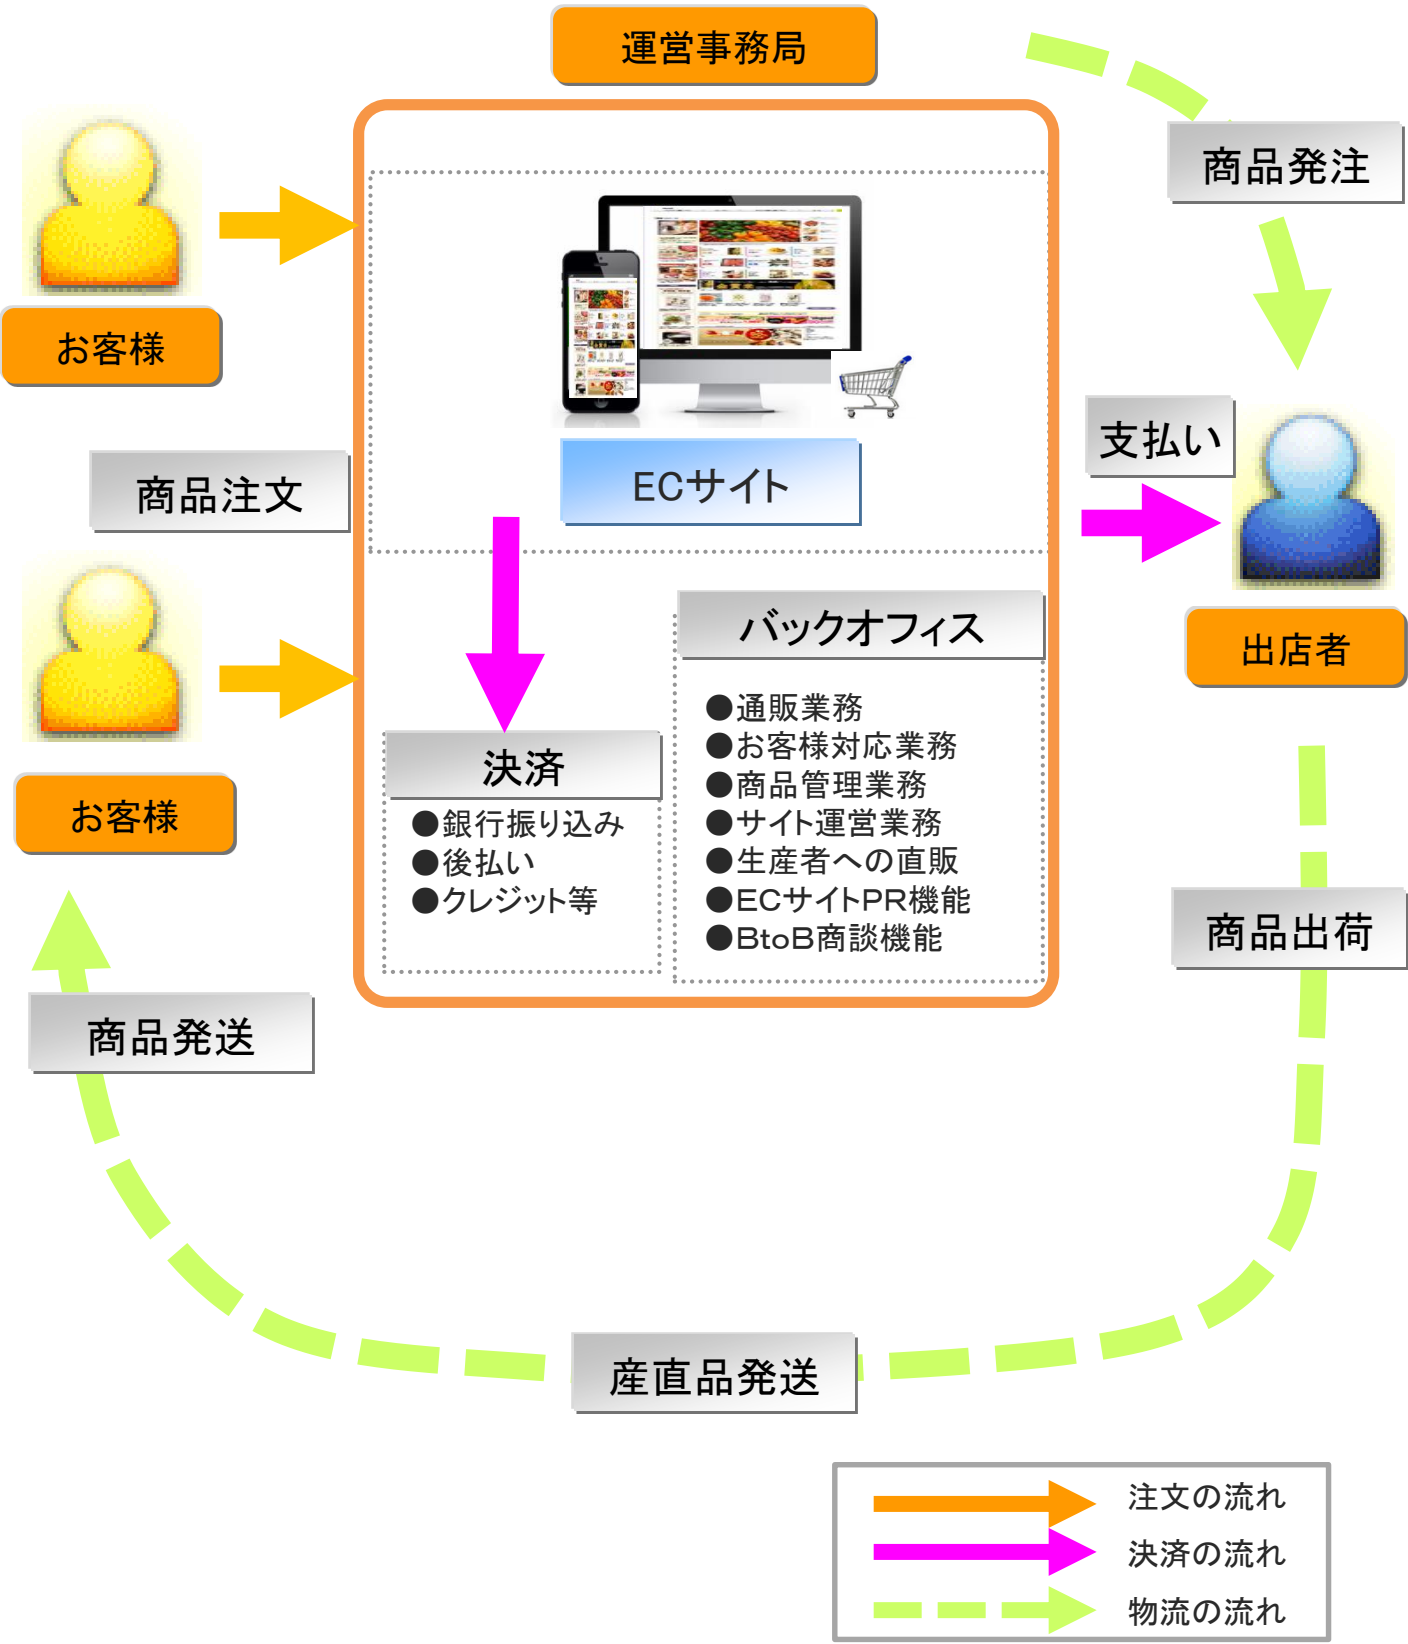 運営事務局
商品発注
お客様
支払い
商品注文
ECサイト
出店者
バックオフィス
●通販業務
●お客様対応業務
●商品管理業務
●サイト運営業務
●生産者への直販
●ECサイトPR機能
●BtoB商談機能
決済
●銀行振り込み
●後払い
●クレジット等
お客様
商品出荷
商品発送
産直品発送
注文の流れ
決済の流れ
物流の流れ